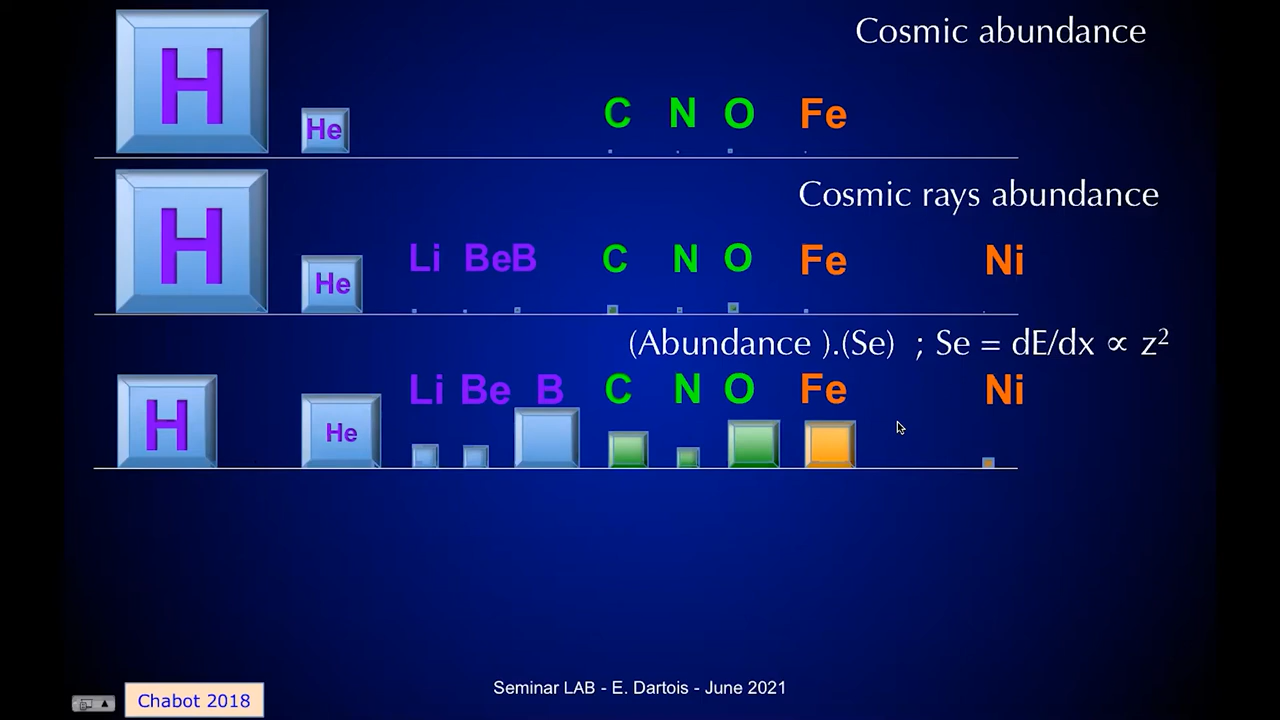 Cosmic abundance
H He C N O Fe
Cosmic rays abundance
H He Li Be B C N O Fe Ni
(Abundance ).(Se) ; Se = dE/dx ∝ z²
H He Li Be B C N O Fe Ni
Seminar LAB - E. Dartois - June 2021
Chabot 2018